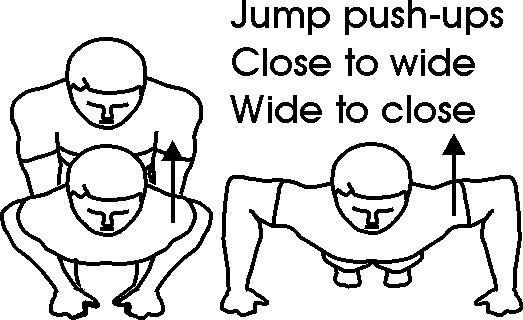 Jump push-ups
Close to wide
Wide to close